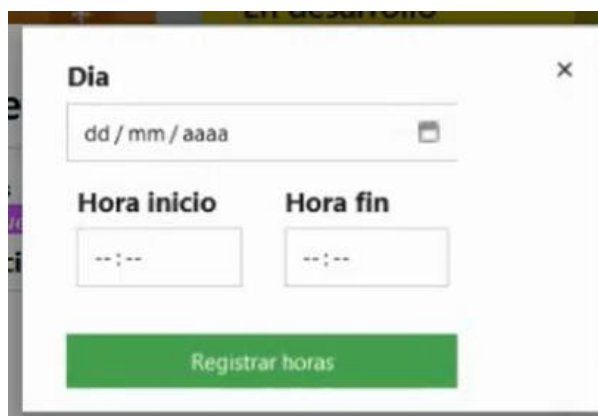 En desarrollo
Dia
dd / mm / aaaa
Hora inicio Hora fin
--:-- --:--
Registrar horas